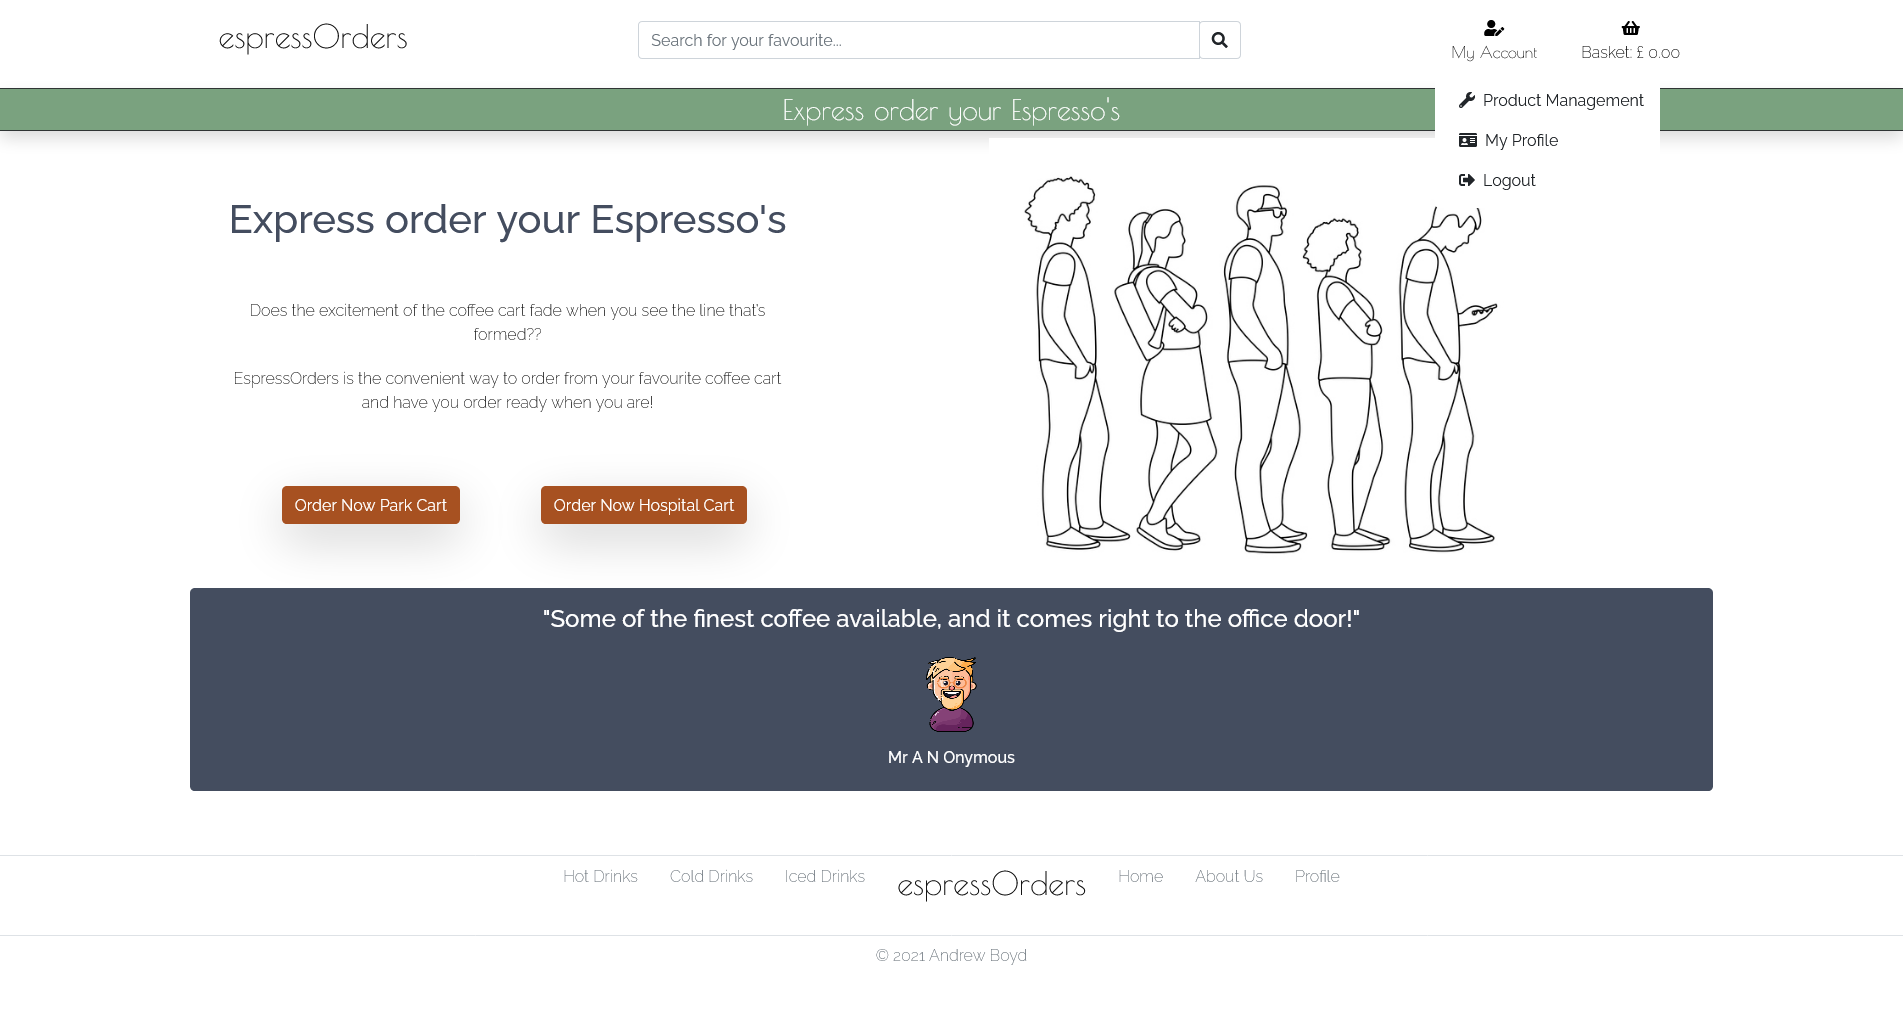 espressOrders
Search for your favourite...
My Account
Basket: £ 0.00
Express order your Espresso's
Product Management
My Profile
Logout
Express order your Espresso's
Does the excitement of the coffee cart fade when you see the line that's
formed??
EspressOrders is the convenient way to order from your favourite coffee cart
and have you order ready when you are!
Order Now Park Cart
Order Now Hospital Cart
"Some of the finest coffee available, and it comes right to the office door!"
Mr A N Onymous
Hot Drinks
Cold Drinks
Iced Drinks
espressOrders
Home
About Us
Profile
© 2021 Andrew Boyd